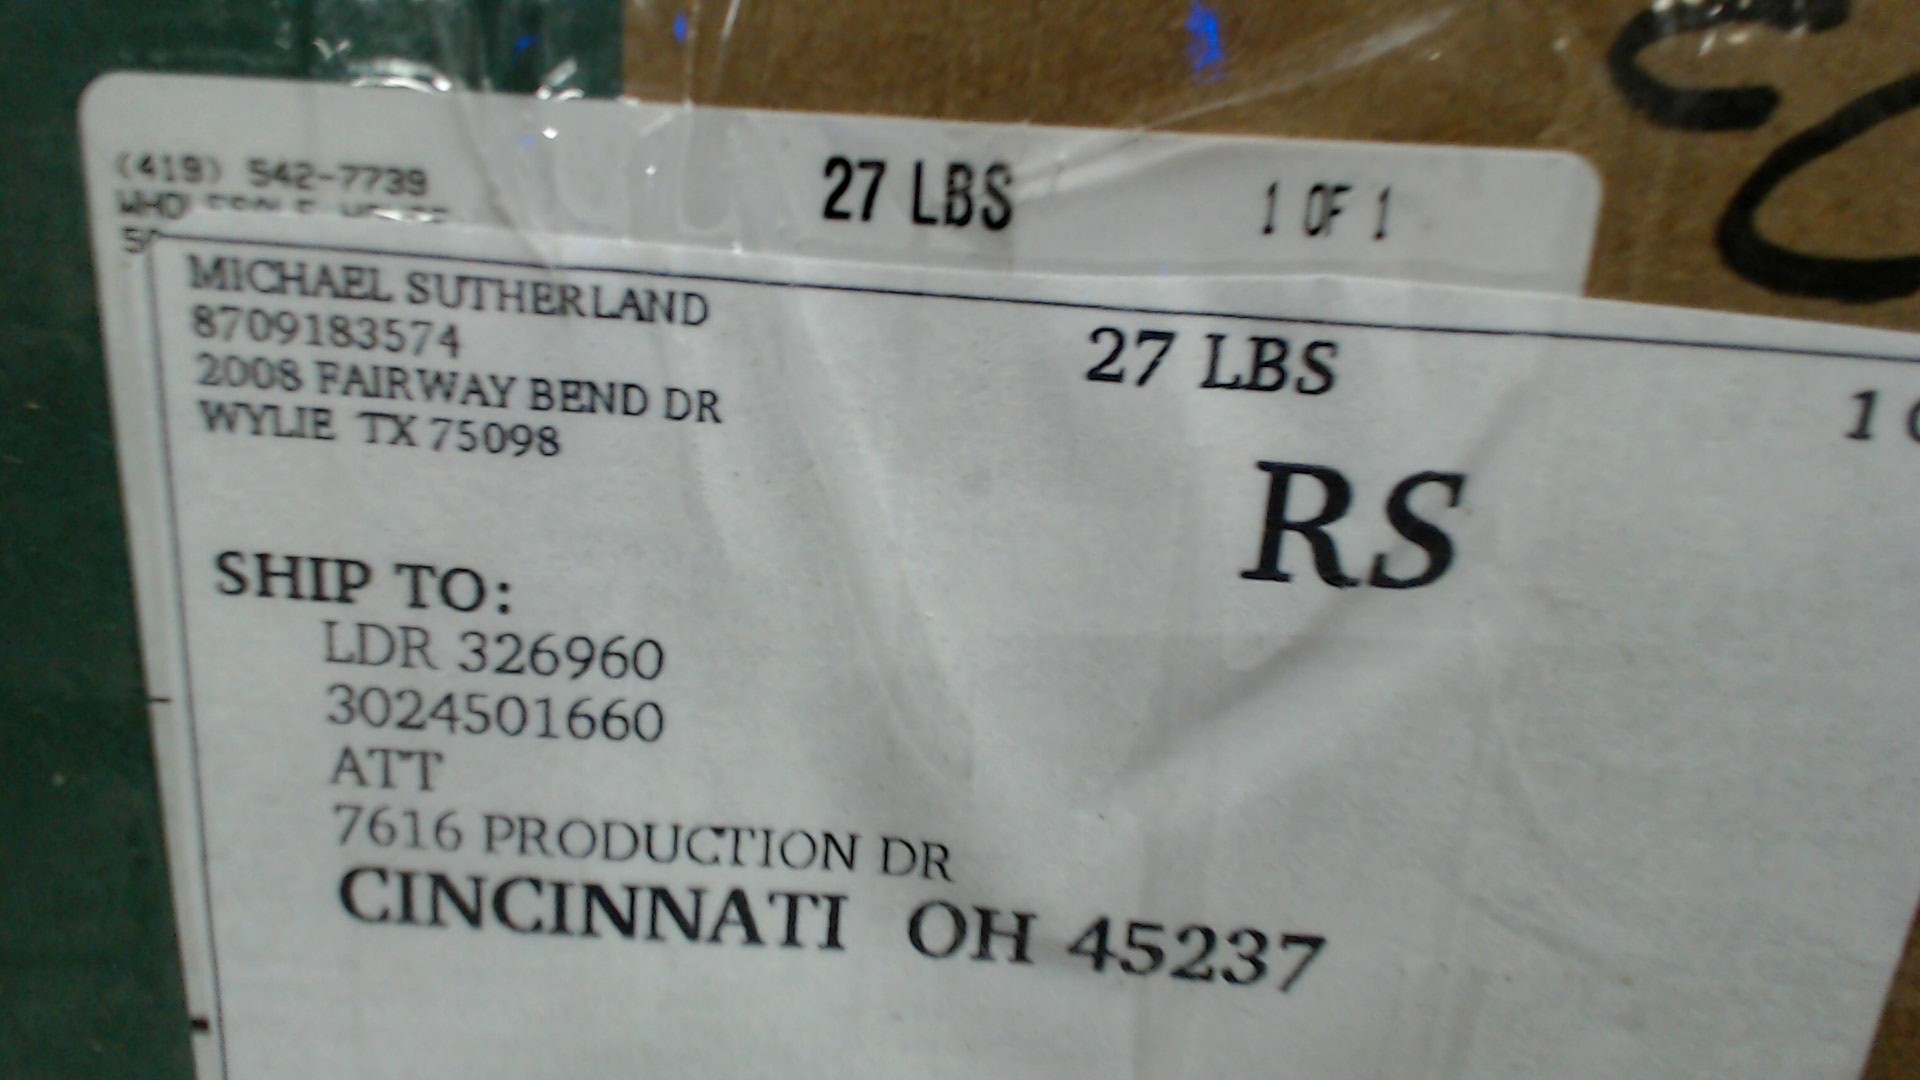 (419) 542-7739
27 LBS
1 OF 1
MICHAEL SUTHERLAND
8709183574
2008 FAIRWAY BEND DR
WYLIE TX 75098
27 LBS
1
RS
SHIP TO:
LDR 326960
3024501660
ATT
7616 PRODUCTION DR
CINCINNATI OH 45237